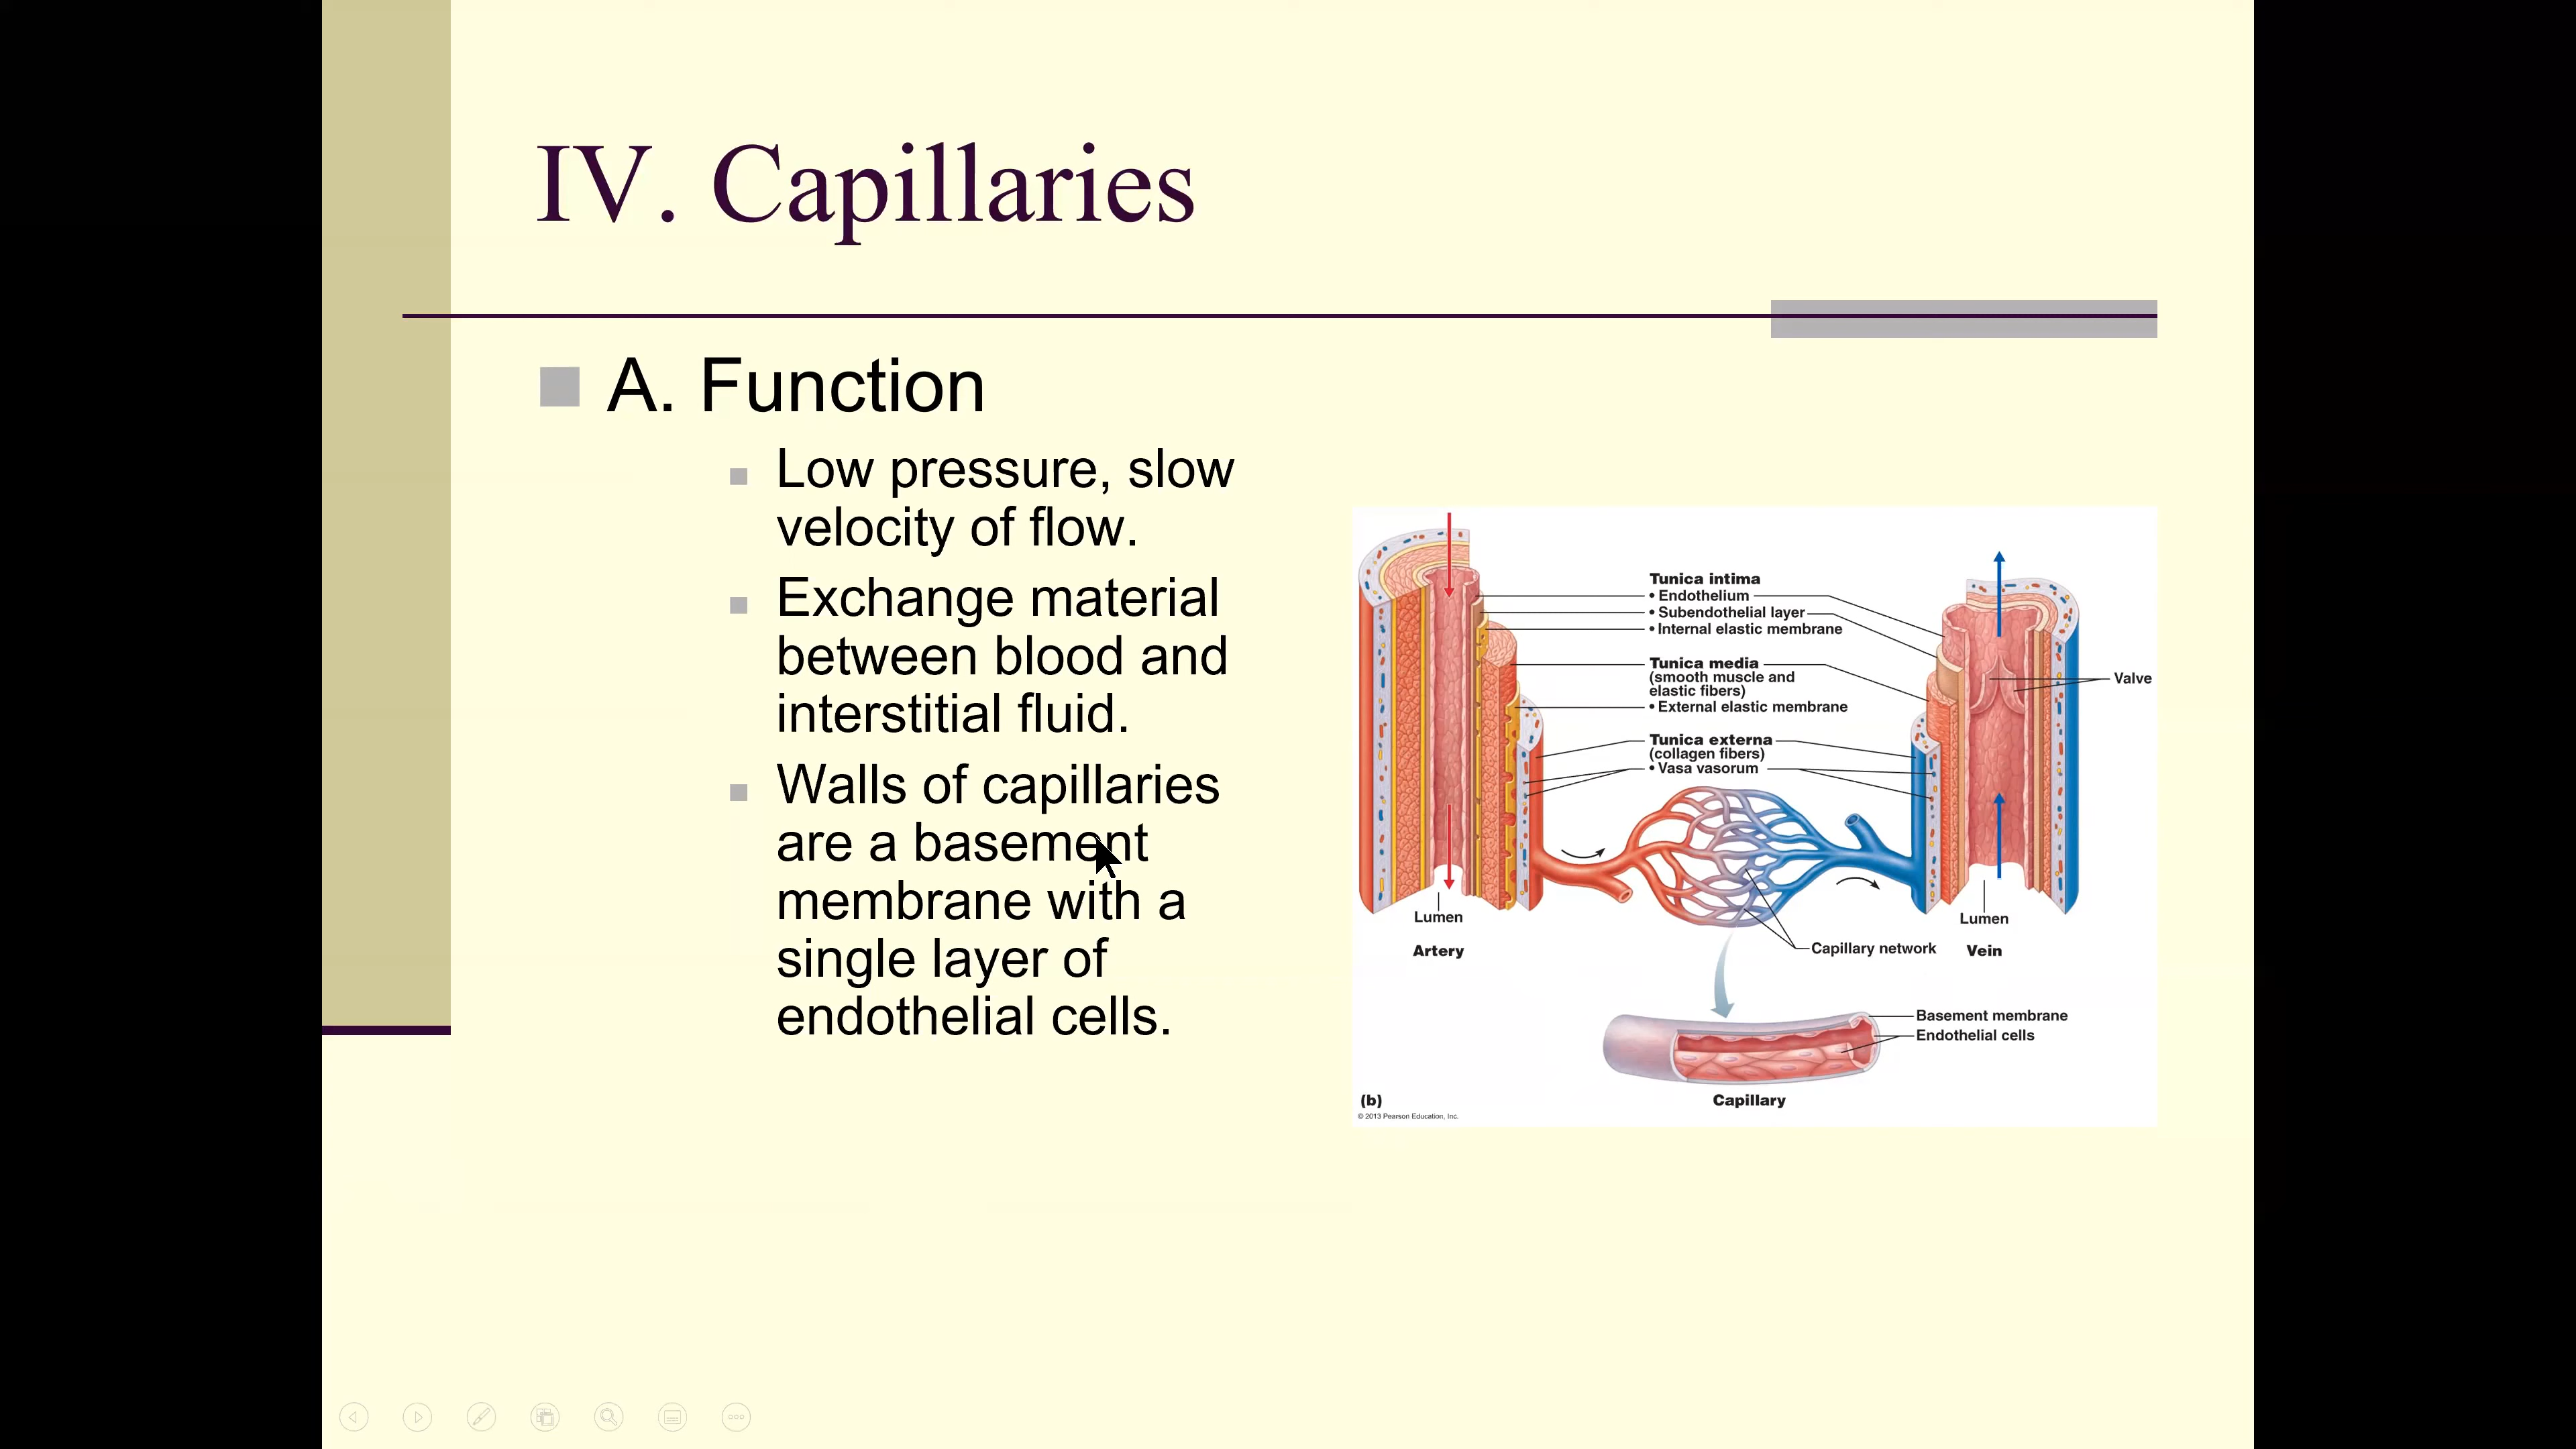 IV. Capillaries
A. Function
Low pressure, slow
velocity of flow.
Exchange material
between blood and
interstitial fluid.
Walls of capillaries
are a basement
membrane with a
single layer of
endothelial cells.
Tunica intima
• Endothelium
• Subendothelial layer
• Internal elastic membrane
Tunica media
(smooth muscle and
elastic fibers)
• External elastic membrane
Tunica externa
(collagen fibers)
• Vasa vasorum
Valve
Lumen
Artery
Lumen
Vein
Capillary network
Basement membrane
Endothelial cells
Capillary
(b)
© 2013 Pearson Education, Inc.